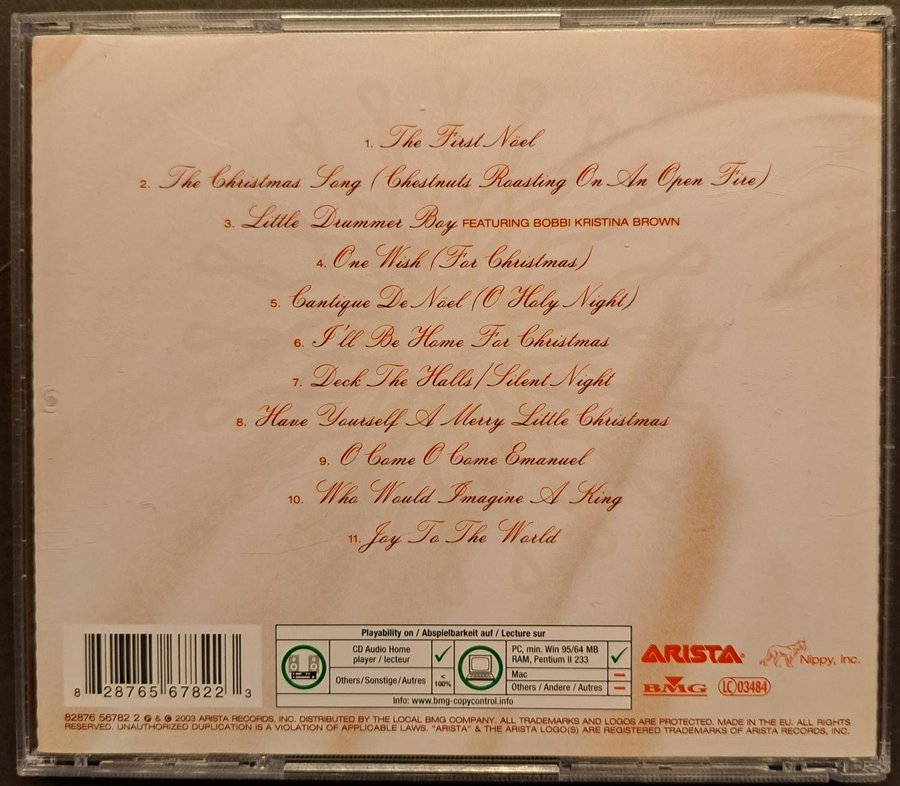 1. The First Nöel
2. The Christmas Song (Chestnuts Roasting On An Open Fire)
3. Little Drummer Boy FEATURING BOBBI KRISTINA BROWN
4. One Wish (For Christmas)
5. Cantique De Nöel (O Holy Night)
6. I'll Be Home For Christmas
7. Deck The Halls/Silent Night
8. Have Yourself A Merry Little Christmas
9. O Come O Come Emanuel
10. Who Would Imagine A King
11. Joy To The World
Playability on / Abspielbarkeit auf / Lecture sur
CD Audio Home
player / lecteur
Others/Sonstige/Autres
< 100%
PC, min. Win 95/64 MB
RAM, Pentium II 233
Mac
Others / Andere / Autres
Info: www.bmg-copycontrol.info
ARISTA
Nippy, Inc.
BMG
LC 03484
8 28765 67822 3
82876 56782 2 ℗ & © 2003 ARISTA RECORDS, INC. DISTRIBUTED BY THE LOCAL BMG COMPANY. ALL TRADEMARKS AND LOGOS ARE PROTECTED. MADE IN THE EU. ALL RIGHTS
RESERVED. UNAUTHORIZED DUPLICATION IS A VIOLATION OF APPLICABLE LAWS. "ARISTA" & THE ARISTA LOGO(S) ARE REGISTERED TRADEMARKS OF ARISTA RECORDS, INC.